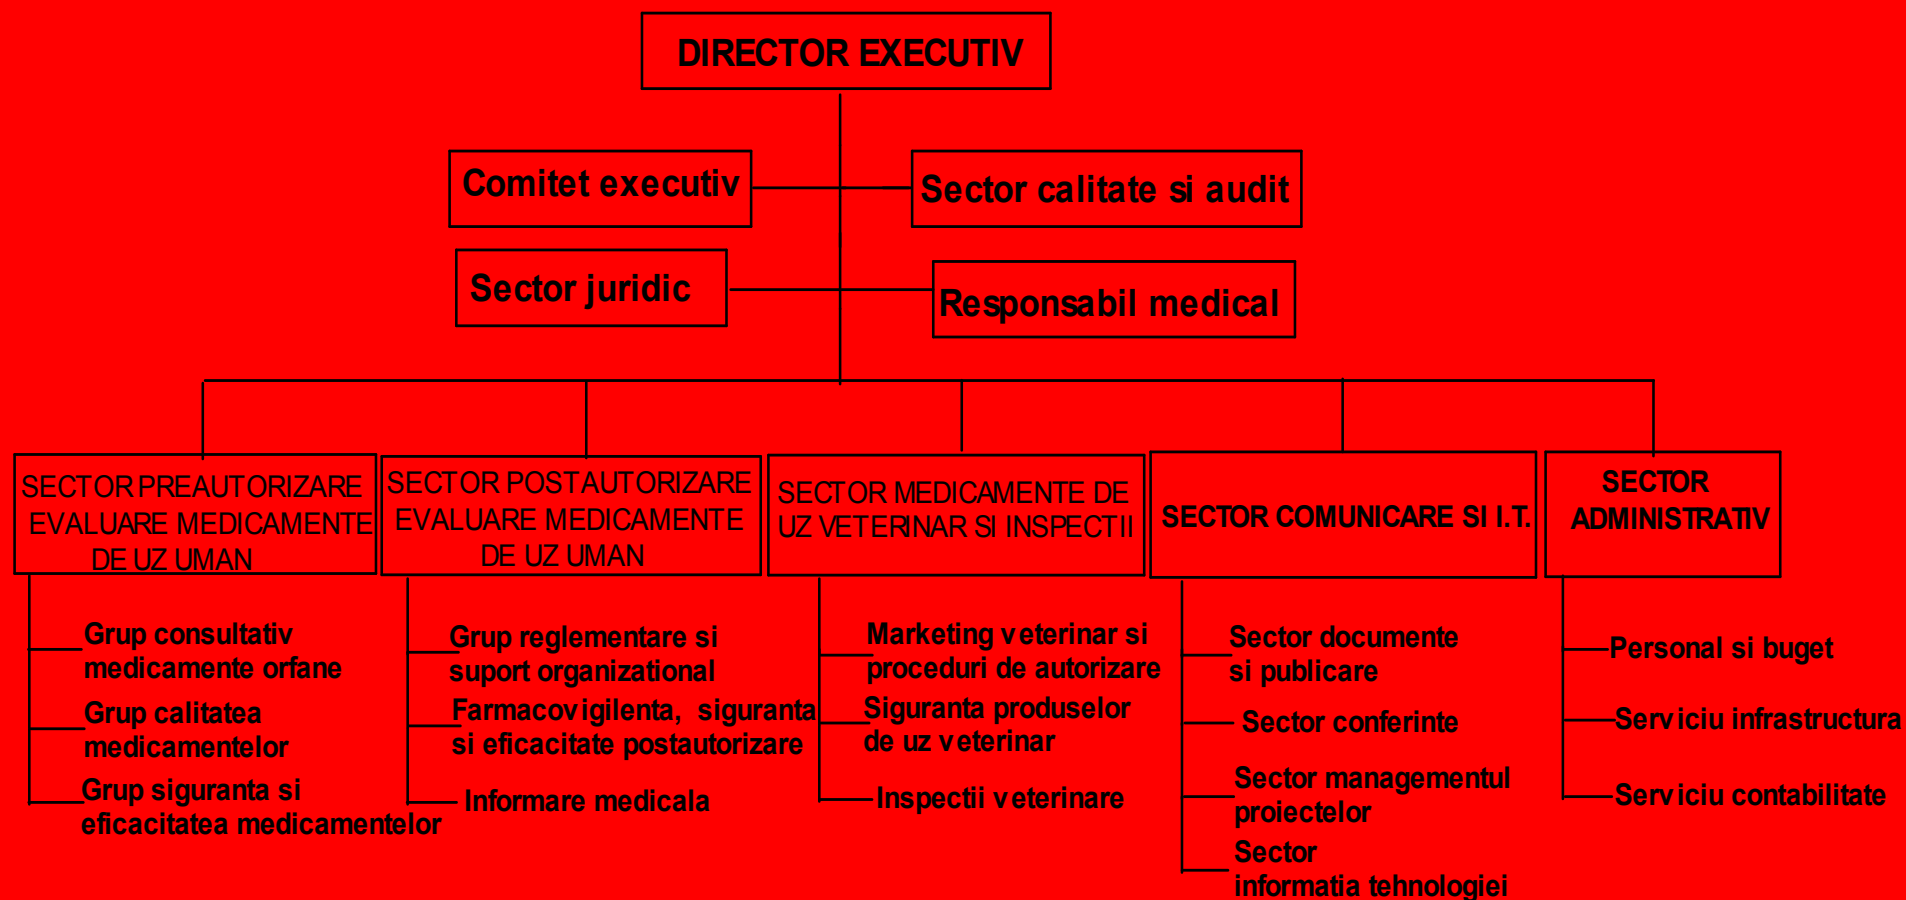 DIRECTOR EXECUTIV
Comitet executiv
Sector calitate si audit
Sector juridic
Responsabil medical
SECTOR PREAUTORIZARE
EVALUARE MEDICAMENTE
DE UZ UMAN
SECTOR POSTAUTORIZARE
EVALUARE MEDICAMENTE
DE UZ UMAN
SECTOR MEDICAMENTE DE
UZ VETERINAR SI INSPECTII
SECTOR COMUNICARE SI I.T.
SECTOR
ADMINISTRATIV
Grup consultativ
medicamente orfane
Grup calitatea
medicamentelor
Grup siguranta si
eficacitatea medicamentelor
Grup reglementare si
suport organizational
Farmacovigilenta, siguranta
si eficacitate postautorizare
Informare medicala
Marketing veterinar si
proceduri de autorizare
Siguranta produselor
de uz veterinar
Inspectii veterinare
Sector documente
si publicare
Sector conferinte
Sector managementul
proiectelor
Sector
informatia tehnologiei
Personal si buget
Serviciu infrastructura
Serviciu contabilitate